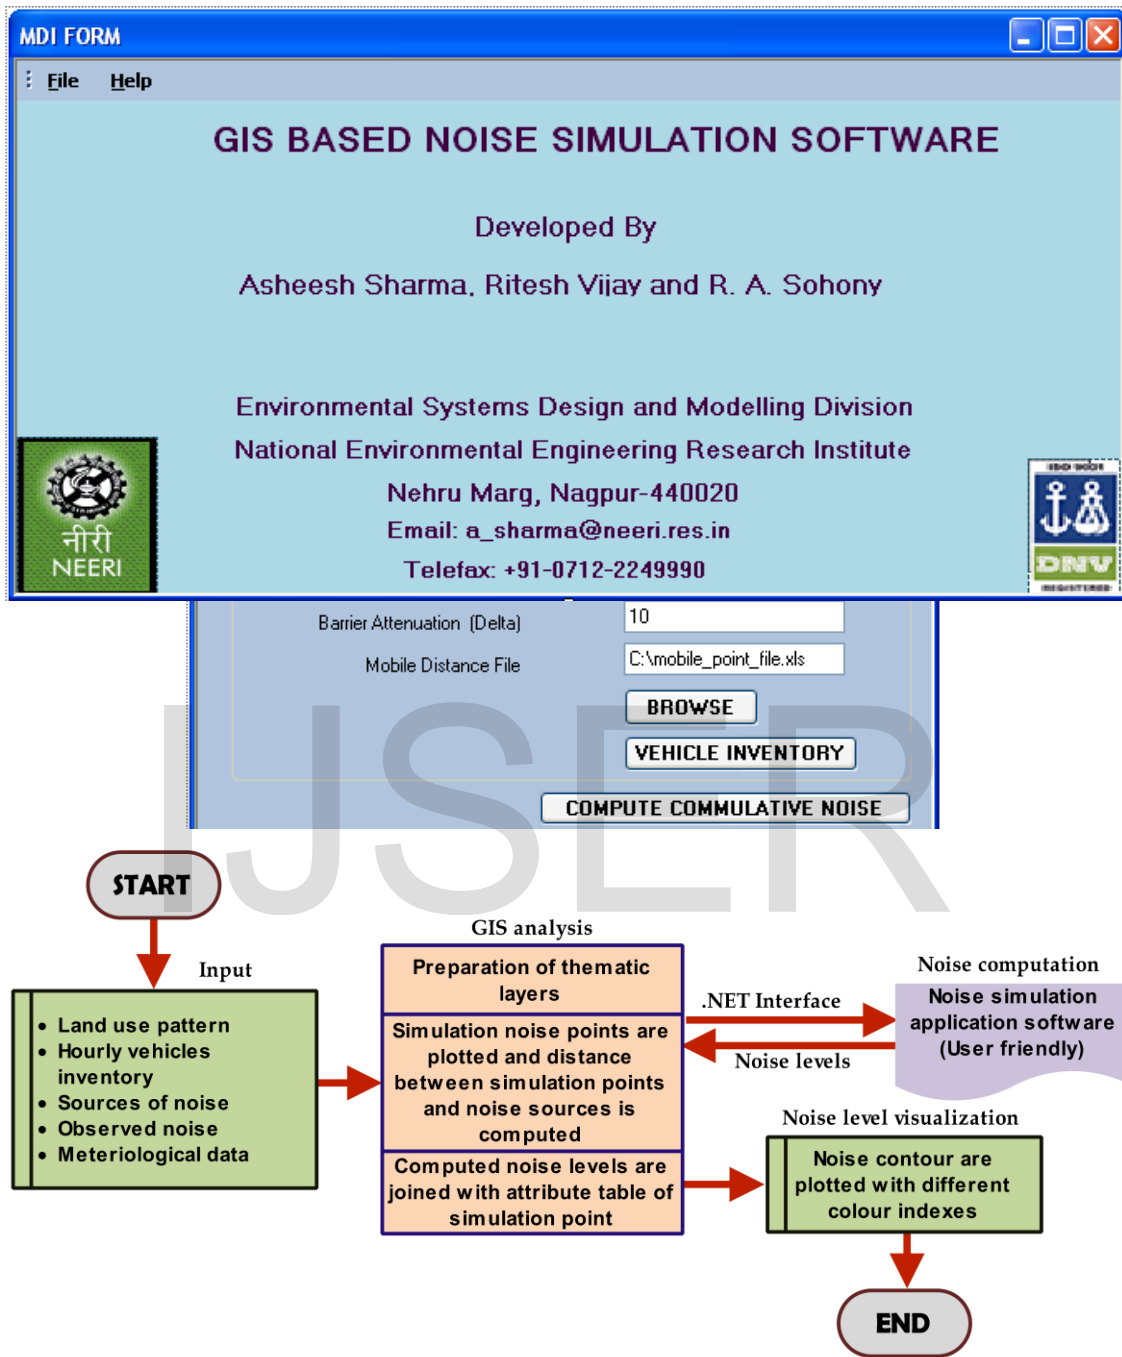 MDI FORM
File Help
GIS BASED NOISE SIMULATION SOFTWARE
Developed By
Asheesh Sharma, Ritesh Vijay and R. A. Sohony
Environmental Systems Design and Modelling Division
National Environmental Engineering Research Institute
Nehru Marg, Nagpur-440020
Email: a_sharma@neeri.res.in
Telefax: +91-0712-2249990
नीरी
NEERI
DNV
REGISTERED
Barrier Attenuation (Delta)
10
Mobile Distance File
C:\mobile_point_file.xls
BROWSE
VEHICLE INVENTORY
COMPUTE COMMULATIVE NOISE
IJSER
START
Input
• Land use pattern
• Hourly vehicles
inventory
• Sources of noise
• Observed noise
• Meteriological data
GIS analysis
Preparation of thematic
layers
Simulation noise points are
plotted and distance
between simulation points
and noise sources is
computed
Computed noise levels are
joined with attribute table of
simulation point
.NET Interface
Noise levels
Noise computation
Noise simulation
application software
(User friendly)
Noise level visualization
Noise contour are
plotted with different
colour indexes
END